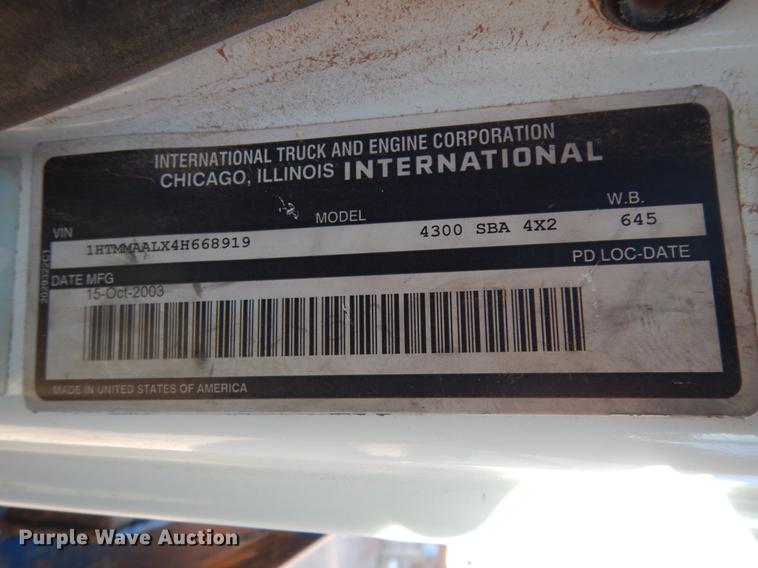 INTERNATIONAL TRUCK AND ENGINE CORPORATION
CHICAGO, ILLINOIS INTERNATIONAL
VIN MODEL W.B.
1HTMMAALX4H668919 4300 SBA 4X2 645
DATE MFG PD LOC-DATE
15-Oct-2003
MADE IN UNITED STATES OF AMERICA
Purple Wave Auction®